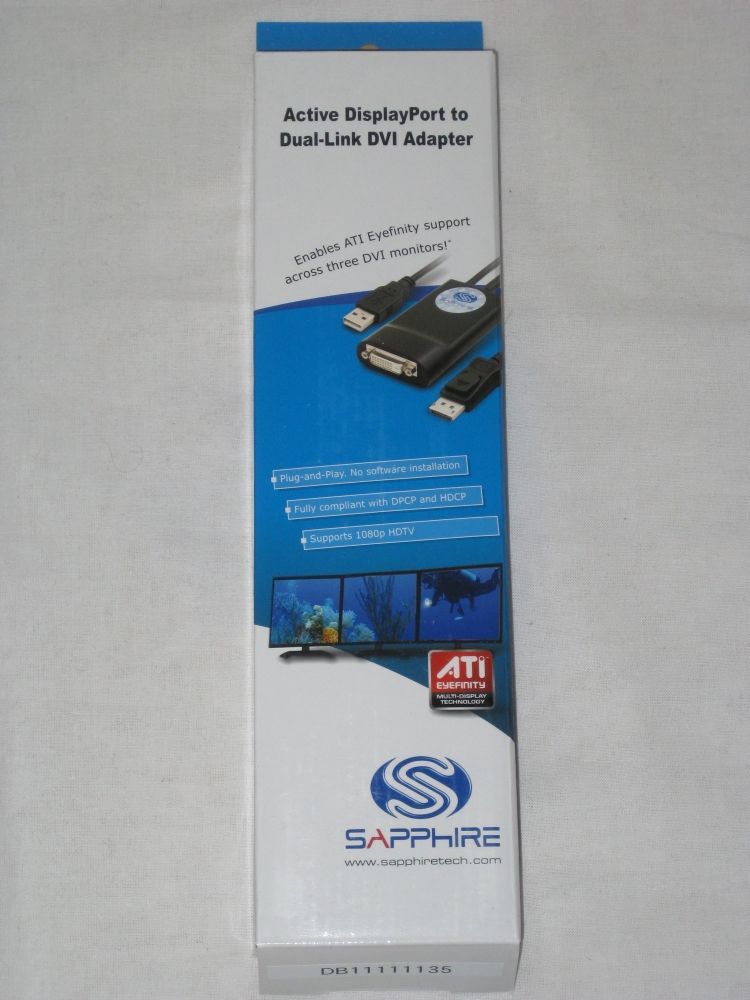 Active DisplayPort to
Dual-Link DVI Adapter
Enables ATI Eyefinity support
across three DVI monitors!*
Plug-and-Play. No software installation
Fully compliant with DPCP and HDCP
Supports 1080p HDTV
ATI
EYEFINITY
MULTI-DISPLAY
TECHNOLOGY
SAPPHIRE
www.sapphiretech.com
DB11111135